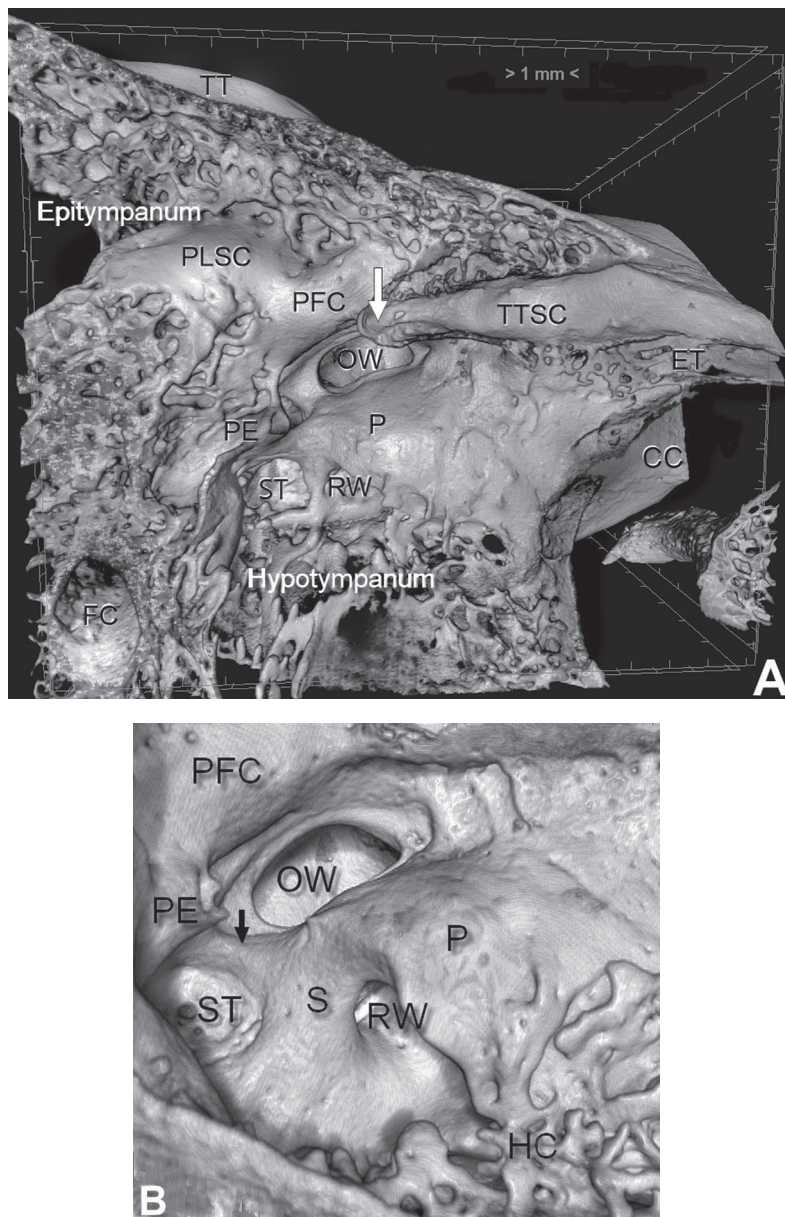 TT
> 1 mm <
Epitympanum
PLSC
PFC
TTSC
OW
ET
PE
P
CC
ST
RW
Hypotympanum
FC
A
PFC
OW
PE
P
ST
S
RW
HC
B